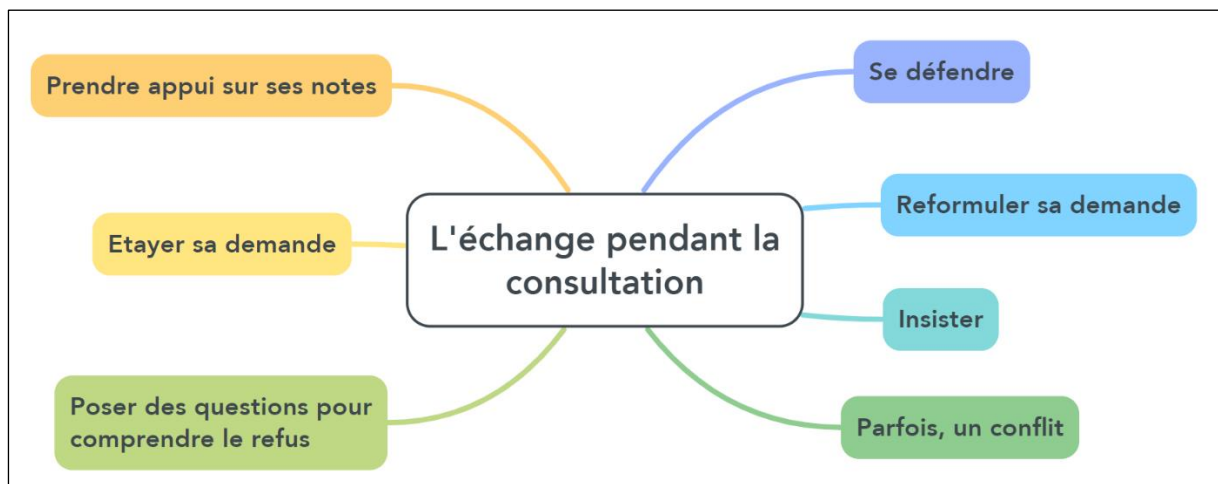 Prendre appui sur ses notes
Etayer sa demande
Poser des questions pour
comprendre le refus
L'échange pendant la
consultation
Se défendre
Reformuler sa demande
Insister
Parfois, un conflit